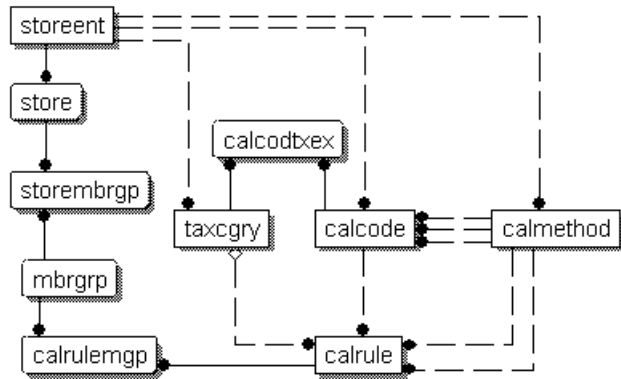 storeent
store
calcodtxex
storembrgp
taxcgry
calcode
calmethod
mbrgrp
calrulemgp
calrule